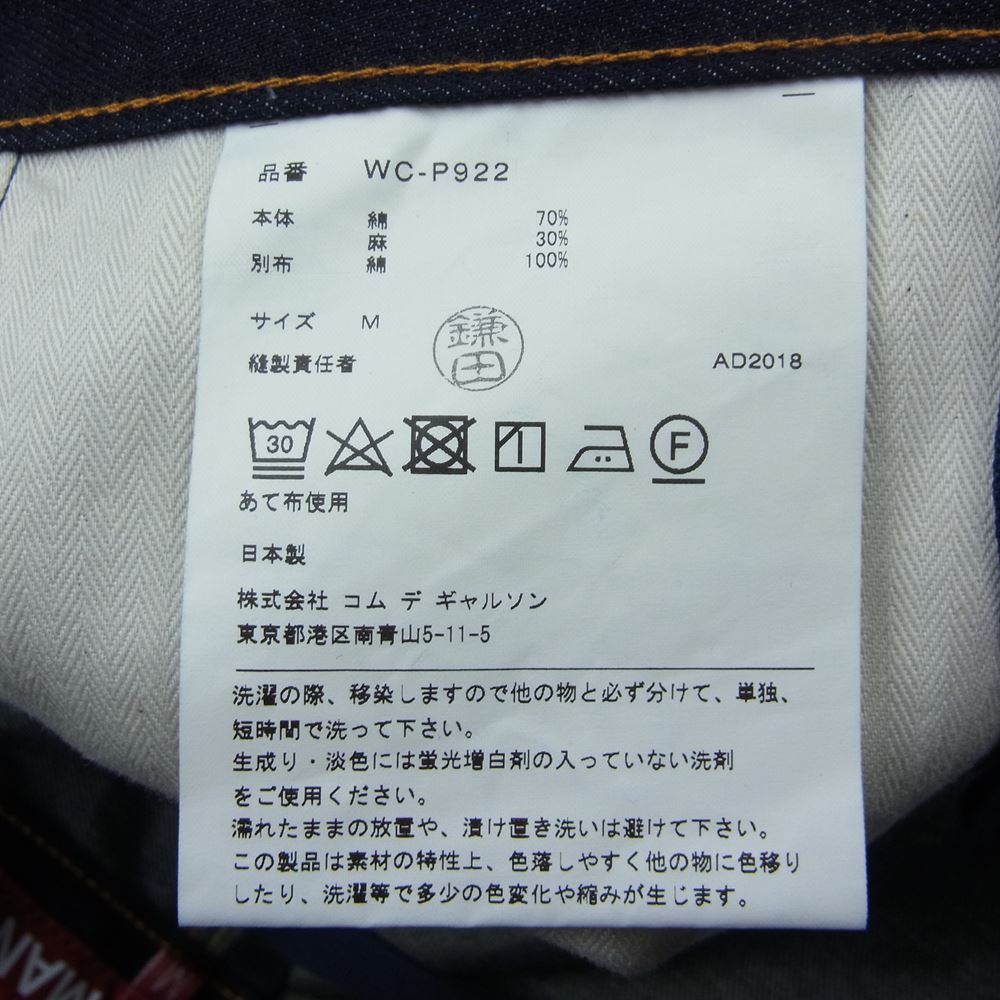 品番 WC-P922
本体 綿 70%
麻 30%
別布 綿 100%
サイズ M
縫製責任者 鎌田 AD2018
30 F
あて布使用
日本製
株式会社 コム デ ギャルソン
東京都港区南青山5-11-5
洗濯の際、移染しますので他の物と必ず分けて、単独、
短時間で洗って下さい。
生成り・淡色には蛍光増白剤の入っていない洗剤
をご使用ください。
濡れたままの放置や、漬け置き洗いは避けて下さい。
この製品は素材の特性上、色落しやすく他の物に色移り
したり、洗濯等で多少の色変化や縮みが生じます。
MAN